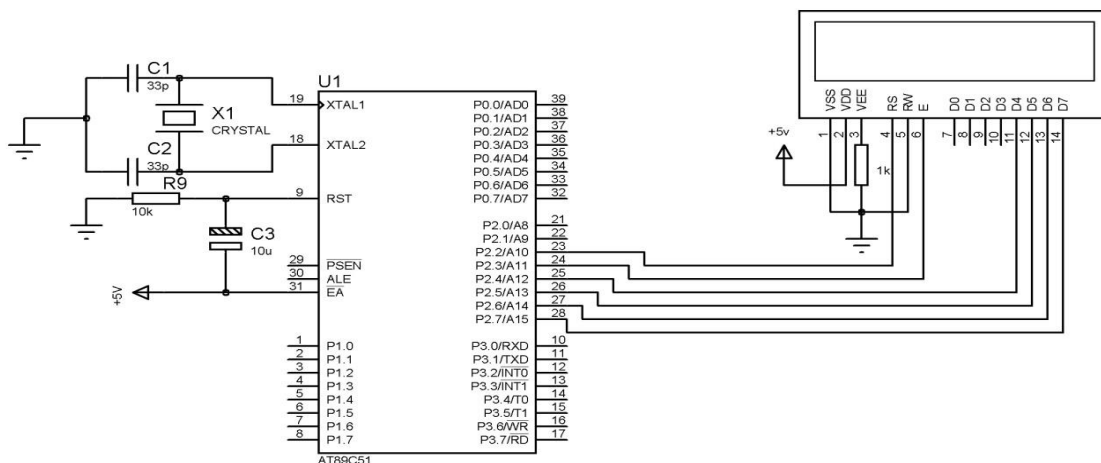 C1
33p
X1
CRYSTAL
C2
33p
R9
10k
C3
10u
+5V
U1
19 XTAL1
18 XTAL2
9 RST
29 PSEN
30 ALE
31 EA
1 P1.0
2 P1.1
3 P1.2
4 P1.3
5 P1.4
6 P1.5
7 P1.6
8 P1.7
P0.0/AD0 39
P0.1/AD1 38
P0.2/AD2 37
P0.3/AD3 36
P0.4/AD4 35
P0.5/AD5 34
P0.6/AD6 33
P0.7/AD7 32
P2.0/A8 21
P2.1/A9 22
P2.2/A10 23
P2.3/A11 24
P2.4/A12 25
P2.5/A13 26
P2.6/A14 27
P2.7/A15 28
P3.0/RXD 10
P3.1/TXD 11
P3.2/INT0 12
P3.3/INT1 13
P3.4/T0 14
P3.5/T1 15
P3.6/WR 16
P3.7/RD 17
AT89C51
VSS VDD VEE RS RW E D0 D1 D2 D3 D4 D5 D6 D7
1 2 3 4 5 6 7 8 9 10 11 12 13 14
+5v
1k